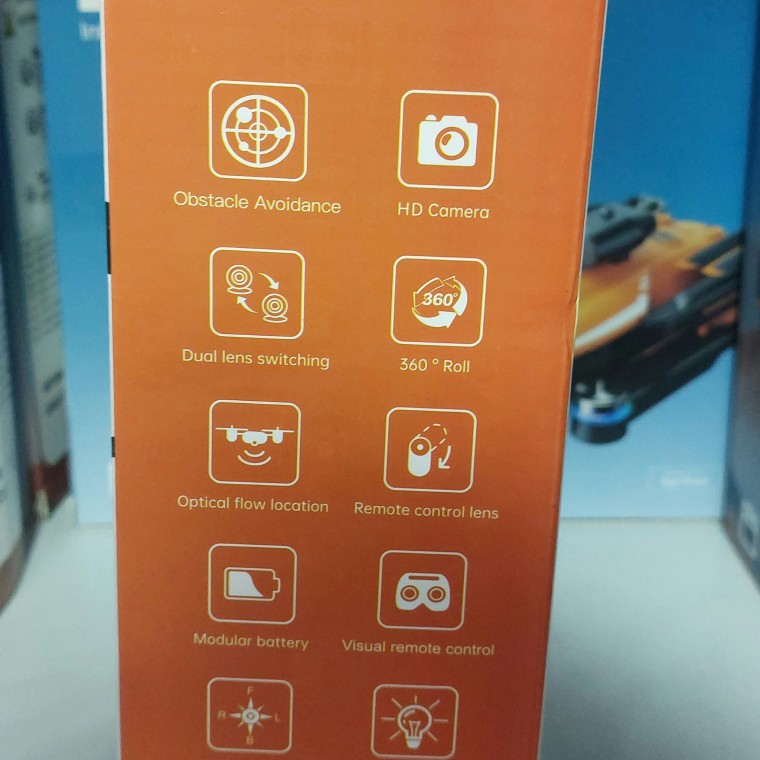 Obstacle Avoidance
HD Camera
360°
Dual lens switching
360 ° Roll
Optical flow location
Remote control lens
Modular battery
Visual remote control
F
R L
B